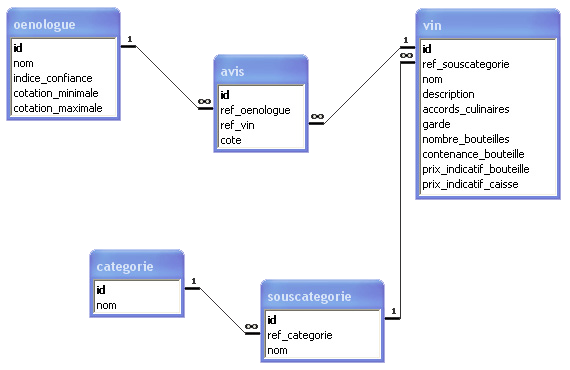 oenologue
id
nom
indice_confiance
cotation_minimale
cotation_maximale
1
∞
avis
id
ref_oenologue
ref_vin
cote
∞
1
∞
vin
id
ref_souscategorie
nom
description
accords_culinaires
garde
nombre_bouteilles
contenance_bouteille
prix_indicatif_bouteille
prix_indicatif_caisse
categorie
id
nom
1
∞
souscategorie
id
ref_categorie
nom
1